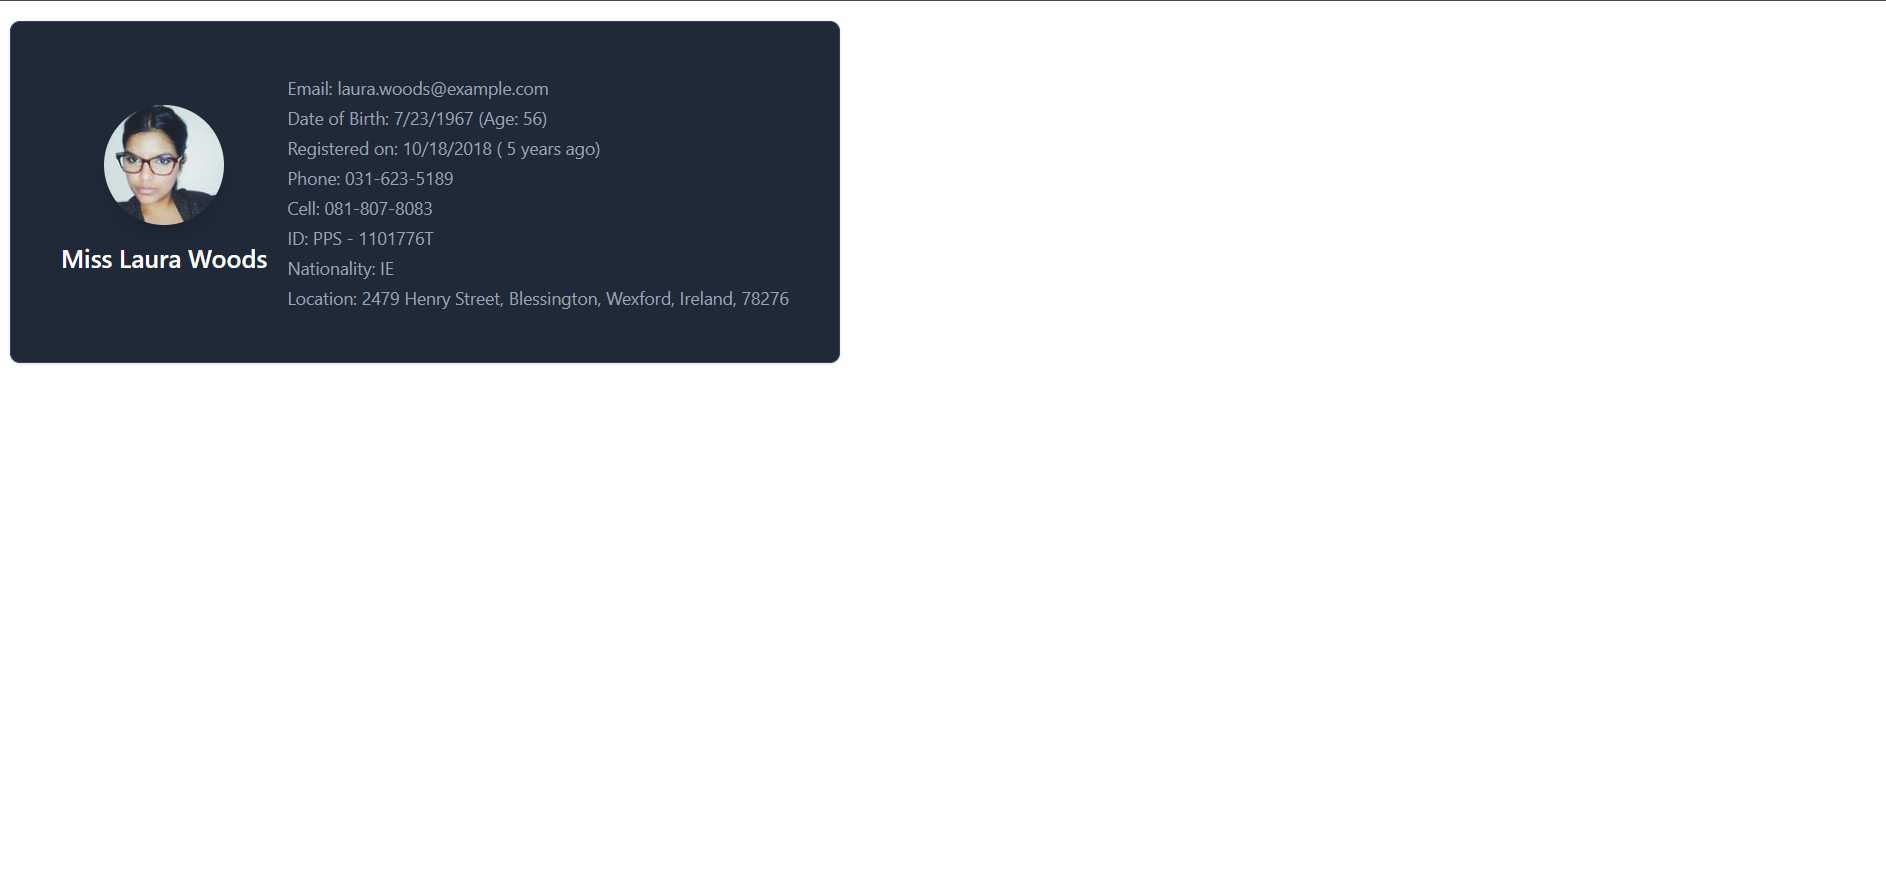 Miss Laura Woods
Email: laura.woods@example.com
Date of Birth: 7/23/1967 (Age: 56)
Registered on: 10/18/2018 ( 5 years ago)
Phone: 031-623-5189
Cell: 081-807-8083
ID: PPS - 1101776T
Nationality: IE
Location: 2479 Henry Street, Blessington, Wexford, Ireland, 78276